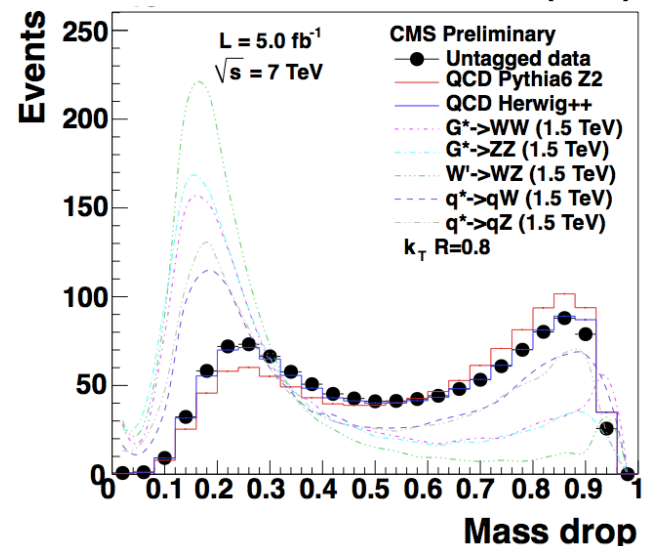 CMS Preliminary
L = 5.0 fb⁻¹
√s = 7 TeV
Untagged data
QCD Pythia6 Z2
QCD Herwig++
G*->WW (1.5 TeV)
G*->ZZ (1.5 TeV)
W'->WZ (1.5 TeV)
q*->qW (1.5 TeV)
q*->qZ (1.5 TeV)
k_T R=0.8
Events
250
200
150
100
50
0
0 0.1 0.2 0.3 0.4 0.5 0.6 0.7 0.8 0.9 1
Mass drop